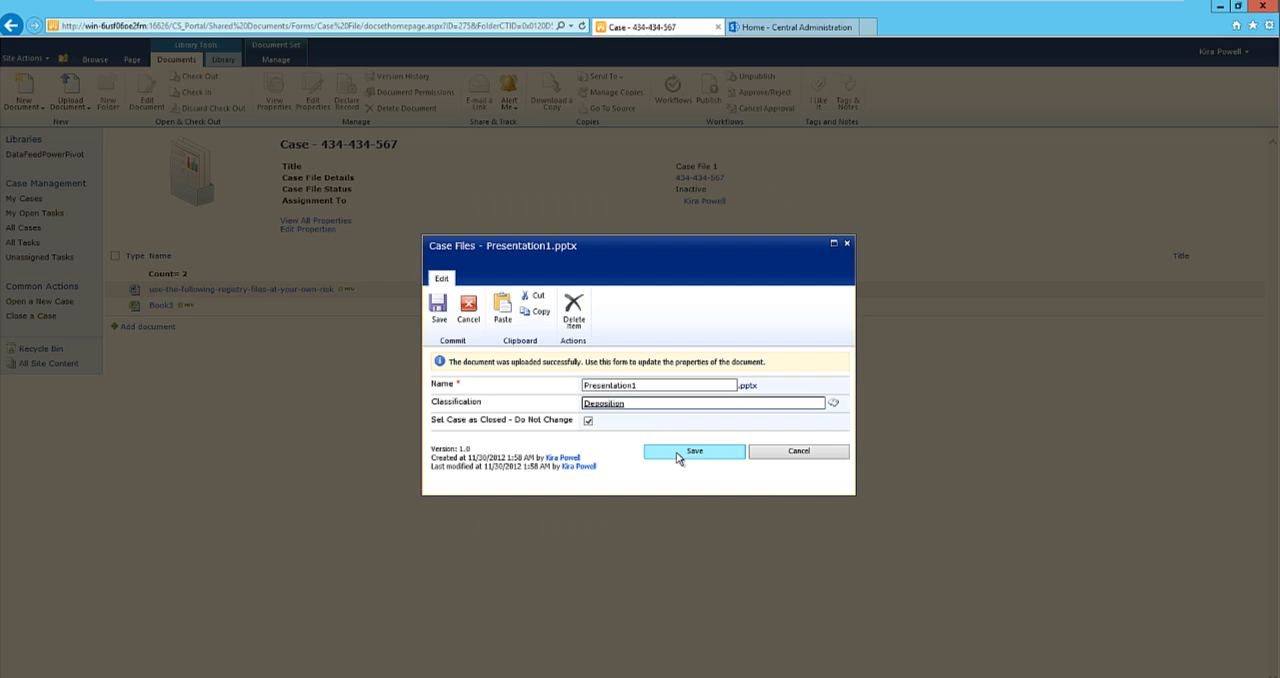 http://win-6usf06oe2fm:16626/CS_Portal/Shared%20Documents/Forms/Case%20File/docsethomepage.aspx?ID=275&FolderCTID=0x0120D
Case - 434-434-567
Home - Central Administration
Library Tools
Document Set
Site Actions
Browse
Page
Documents
Library
Manage
Kira Powell
New Document
Upload Document
New Folder
New
Edit Document
Check Out
Check In
Discard Check Out
Open & Check Out
View Properties
Edit Properties
Declare Record
Version History
Document Permissions
Delete Document
Manage
E-mail a Link
Alert Me
Share & Track
Download a Copy
Send To
Manage Copies
Go To Source
Copies
Workflows
Publish
Unpublish
Approve/Reject
Cancel Approval
Workflows
I Like It
Tags & Notes
Tags and Notes
Libraries
DataFeedPowerPivot
Case Management
My Cases
My Open Tasks
All Cases
All Tasks
Unassigned Tasks
Common Actions
Open a New Case
Close a Case
Recycle Bin
All Site Content
Case - 434-434-567
Title Case File 1
Case File Details 434-434-567
Case File Status Inactive
Assignment To Kira Powell
View All Properties
Edit Properties
Type Name Title
Count= 2
use-the-following-registry-files-at-your-own-risk NEW
Book3 NEW
Add document
Case Files - Presentation1.pptx
Edit
Save
Cancel
Commit
Paste
Cut
Copy
Clipboard
Delete Item
Actions
The document was uploaded successfully. Use this form to update the properties of the document.
Name * Presentation1 .pptx
Classification Deposition
Set Case as Closed - Do Not Change
Version: 1.0
Created at 11/30/2012 1:58 AM by Kira Powell
Last modified at 11/30/2012 1:58 AM by Kira Powell
Save
Cancel